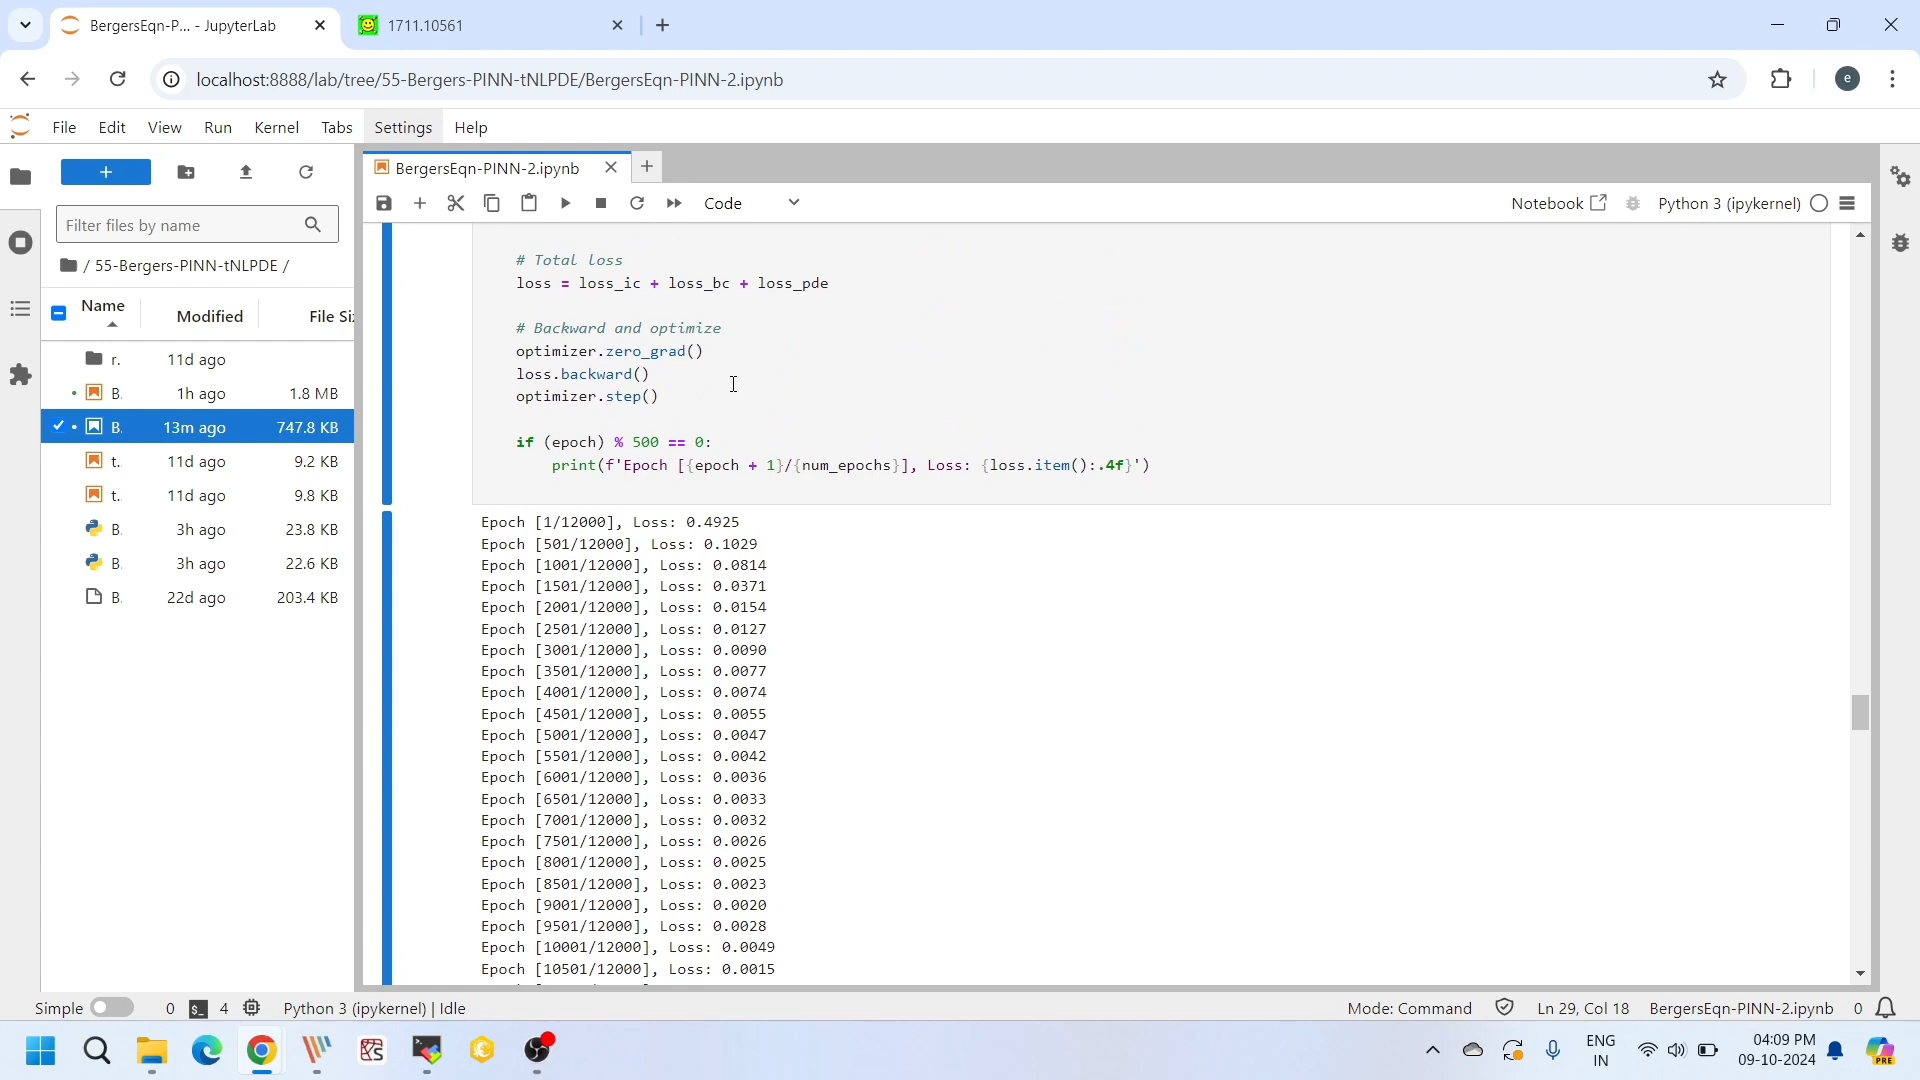 BergersEqn-P... - JupyterLab
1711.10561
localhost:8888/lab/tree/55-Bergers-PINN-tNLPDE/BergersEqn-PINN-2.ipynb
e
File Edit View Run Kernel Tabs Settings Help
BergersEqn-PINN-2.ipynb
Code
Notebook
Python 3 (ipykernel)
Filter files by name
/ 55-Bergers-PINN-tNLPDE /
Name Modified File Si
r. 11d ago
B. 1h ago 1.8 MB
B. 13m ago 747.8 KB
t. 11d ago 9.2 KB
t. 11d ago 9.8 KB
B. 3h ago 23.8 KB
B. 3h ago 22.6 KB
B. 22d ago 203.4 KB
# Total loss
loss = loss_ic + loss_bc + loss_pde
# Backward and optimize
optimizer.zero_grad()
loss.backward()
optimizer.step()
if (epoch) % 500 == 0:
print(f'Epoch [{epoch + 1}/{num_epochs}], Loss: {loss.item():.4f}')
Epoch [1/12000], Loss: 0.4925
Epoch [501/12000], Loss: 0.1029
Epoch [1001/12000], Loss: 0.0814
Epoch [1501/12000], Loss: 0.0371
Epoch [2001/12000], Loss: 0.0154
Epoch [2501/12000], Loss: 0.0127
Epoch [3001/12000], Loss: 0.0090
Epoch [3501/12000], Loss: 0.0077
Epoch [4001/12000], Loss: 0.0074
Epoch [4501/12000], Loss: 0.0055
Epoch [5001/12000], Loss: 0.0047
Epoch [5501/12000], Loss: 0.0042
Epoch [6001/12000], Loss: 0.0036
Epoch [6501/12000], Loss: 0.0033
Epoch [7001/12000], Loss: 0.0032
Epoch [7501/12000], Loss: 0.0026
Epoch [8001/12000], Loss: 0.0025
Epoch [8501/12000], Loss: 0.0023
Epoch [9001/12000], Loss: 0.0020
Epoch [9501/12000], Loss: 0.0028
Epoch [10001/12000], Loss: 0.0049
Epoch [10501/12000], Loss: 0.0015
Simple 0 4 Python 3 (ipykernel) | Idle
Mode: Command Ln 29, Col 18 BergersEqn-PINN-2.ipynb 0
ENG
IN
04:09 PM
09-10-2024
PRE